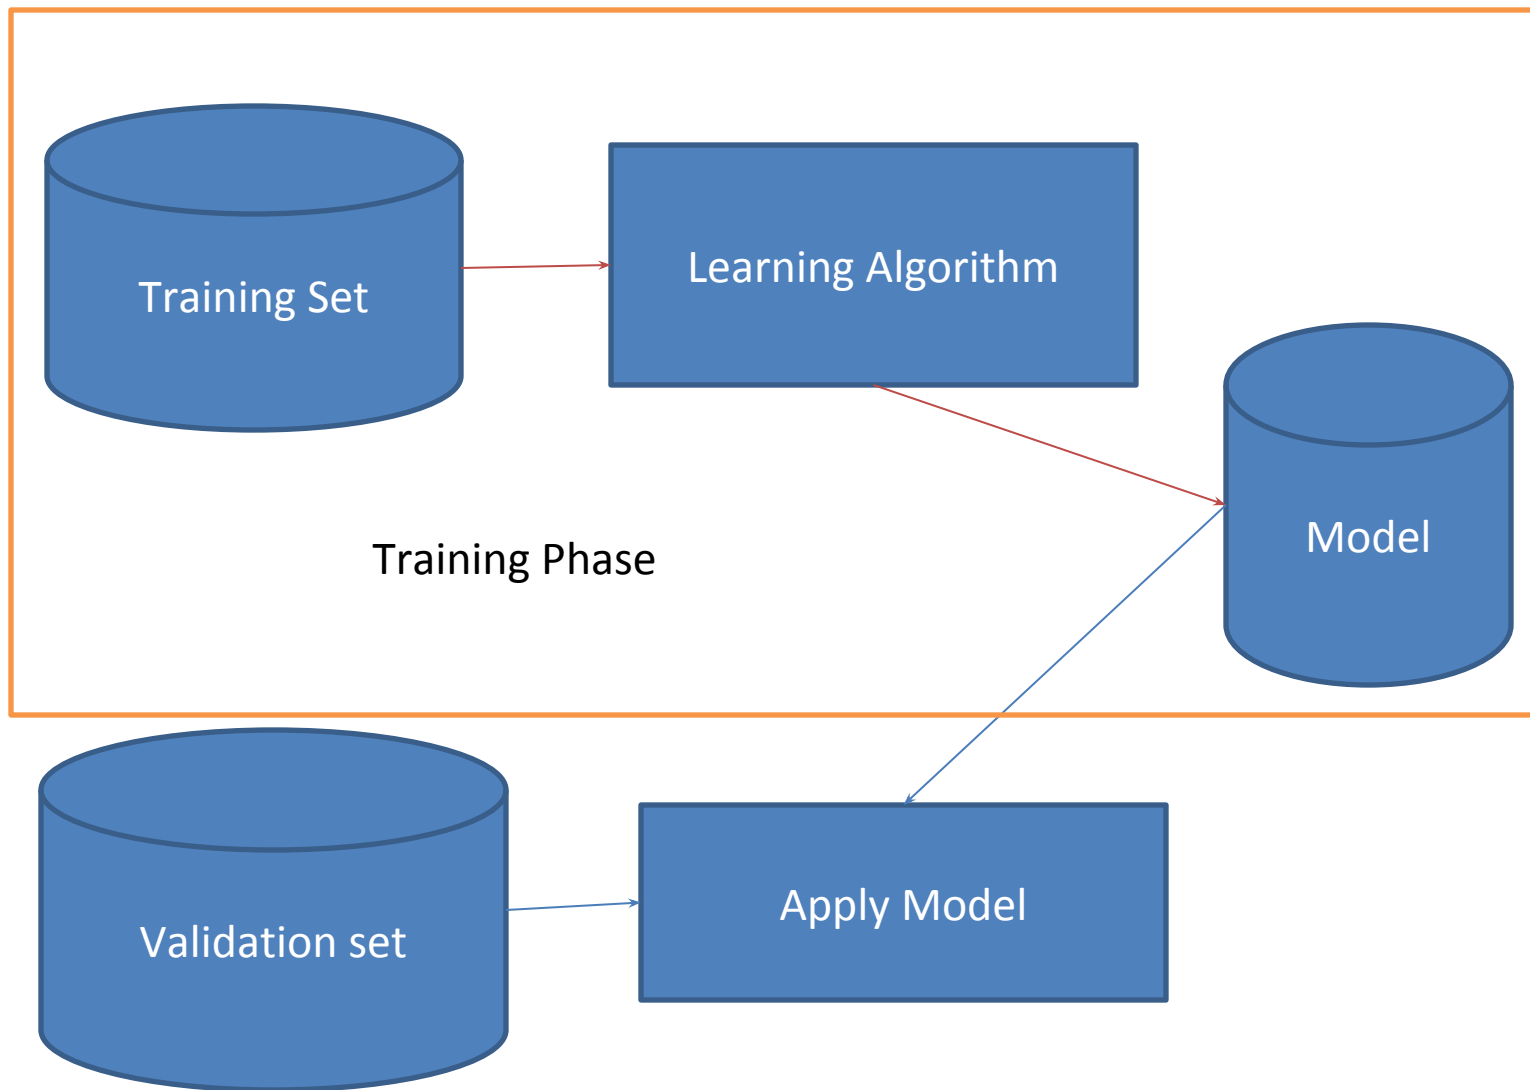 Training Set
Learning Algorithm
Model
Training Phase
Validation set
Apply Model